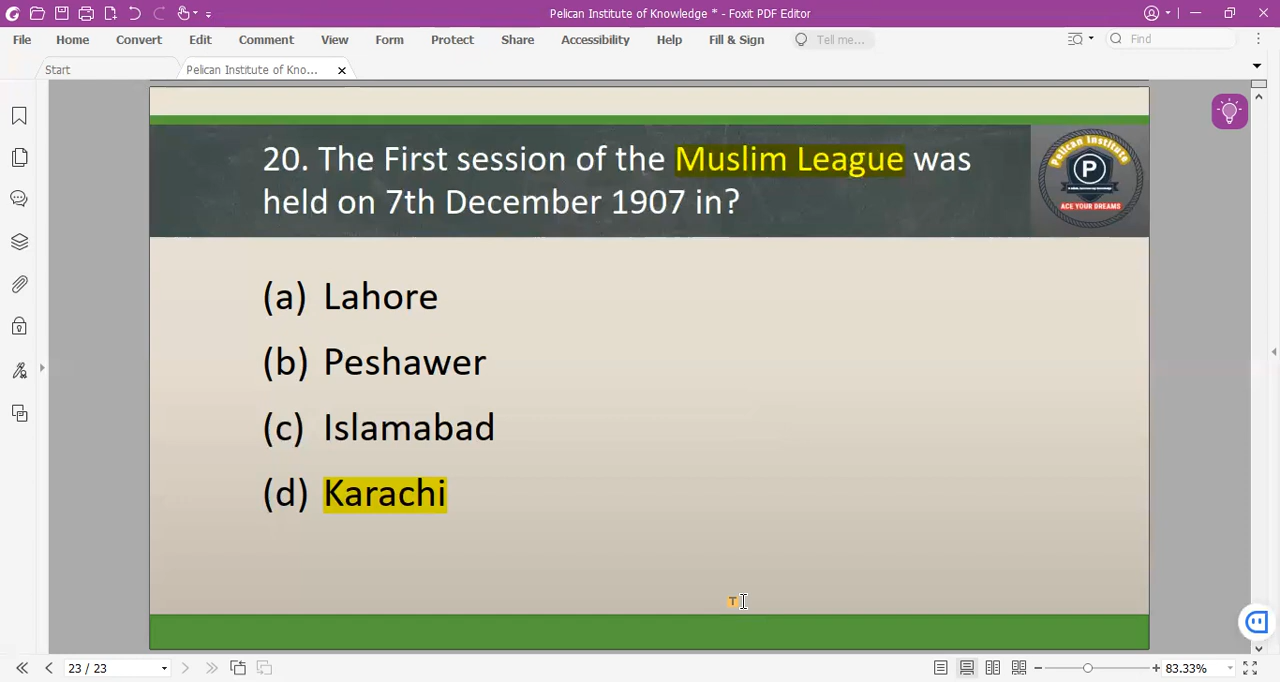 Pelican Institute of Knowledge * - Foxit PDF Editor
File Home Convert Edit Comment View Form Protect Share Accessibility Help Fill & Sign Tell me... Find
Start Pelican Institute of Kno...
20. The First session of the Muslim League was
held on 7th December 1907 in?
Pelican Institute
P
ACE YOUR DREAMS
(a) Lahore
(b) Peshawer
(c) Islamabad
(d) Karachi
T
23 / 23 83.33%